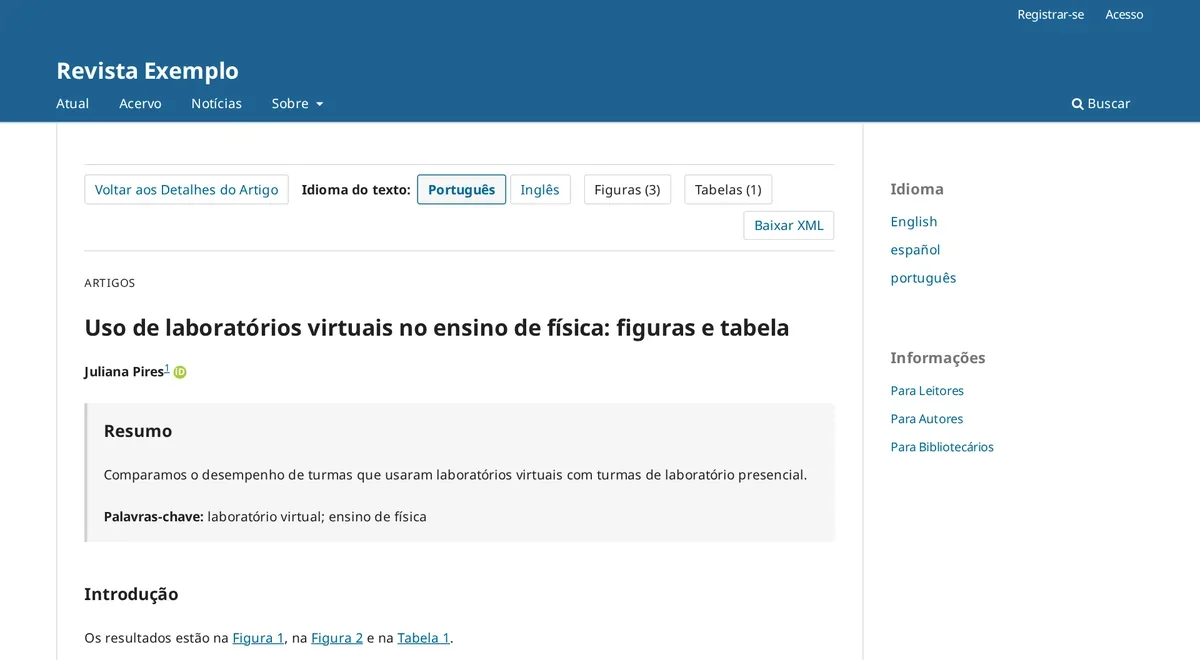 Registrar-se Acesso
Revista Exemplo
Atual Acervo Notícias Sobre Buscar
Voltar aos Detalhes do Artigo Idioma do texto: Português Inglês Figuras (3) Tabelas (1)
Baixar XML
ARTIGOS
Uso de laboratórios virtuais no ensino de física: figuras e tabela
Juliana Pires1 iD
Resumo
Comparamos o desempenho de turmas que usaram laboratórios virtuais com turmas de laboratório presencial.
Palavras-chave: laboratório virtual; ensino de física
Introdução
Os resultados estão na Figura 1, na Figura 2 e na Tabela 1.
Idioma
English
español
português
Informações
Para Leitores
Para Autores
Para Bibliotecários